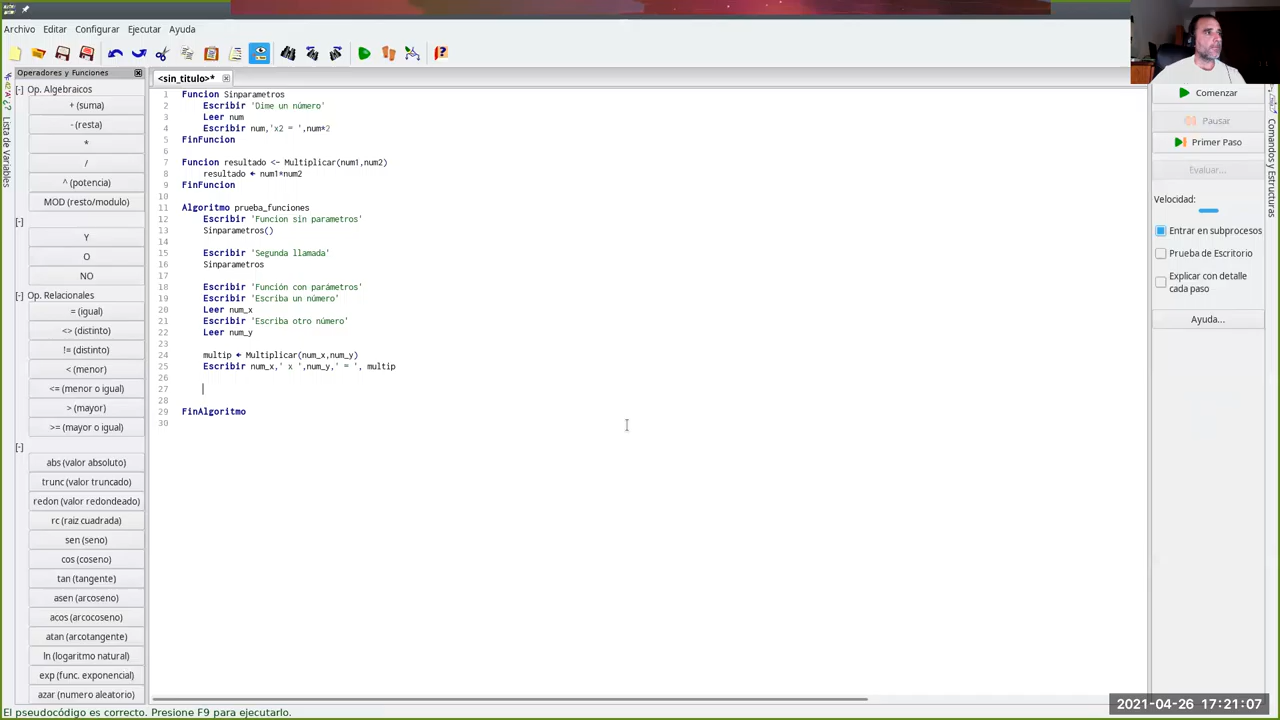 Archivo Editar Configurar Ejecutar Ayuda
Operadores y Funciones
<sin_titulo>*
[-] Op. Algebraicos
+ (suma)
- (resta)
*
/
^ (potencia)
MOD (resto/modulo)
[-]
Y
O
NO
[-] Op. Relacionales
= (igual)
<> (distinto)
!= (distinto)
< (menor)
<= (menor o igual)
> (mayor)
>= (mayor o igual)
[-]
abs (valor absoluto)
trunc (valor truncado)
redon (valor redondeado)
rc (raiz cuadrada)
sen (seno)
cos (coseno)
tan (tangente)
asen (arcoseno)
acos (arcocoseno)
atan (arcotangente)
ln (logaritmo natural)
exp (func. exponencial)
azar (numero aleatorio)
Lista de Variables
1 Funcion Sinparametros
2 Escribir 'Dime un número'
3 Leer num
4 Escribir num,'x2 = ',num*2
5 FinFuncion
6
7 Funcion resultado <- Multiplicar(num1,num2)
8 resultado ← num1*num2
9 FinFuncion
10
11 Algoritmo prueba_funciones
12 Escribir 'Funcion sin parametros'
13 Sinparametros()
14
15 Escribir 'Segunda llamada'
16 Sinparametros
17
18 Escribir 'Función con parámetros'
19 Escribir 'Escriba un número'
20 Leer num_x
21 Escribir 'Escriba otro número'
22 Leer num_y
23
24 multip ← Multiplicar(num_x,num_y)
25 Escribir num_x,' x ',num_y,' = ', multip
26
27
28
29 FinAlgoritmo
30
Comenzar
Pausar
Primer Paso
Evaluar...
Velocidad:
Entrar en subprocesos
Prueba de Escritorio
Explicar con detalle
cada paso
Ayuda...
Comandos y Estructuras
El pseudocódigo es correcto. Presione F9 para ejecutarlo.
2021-04-26 17:21:07